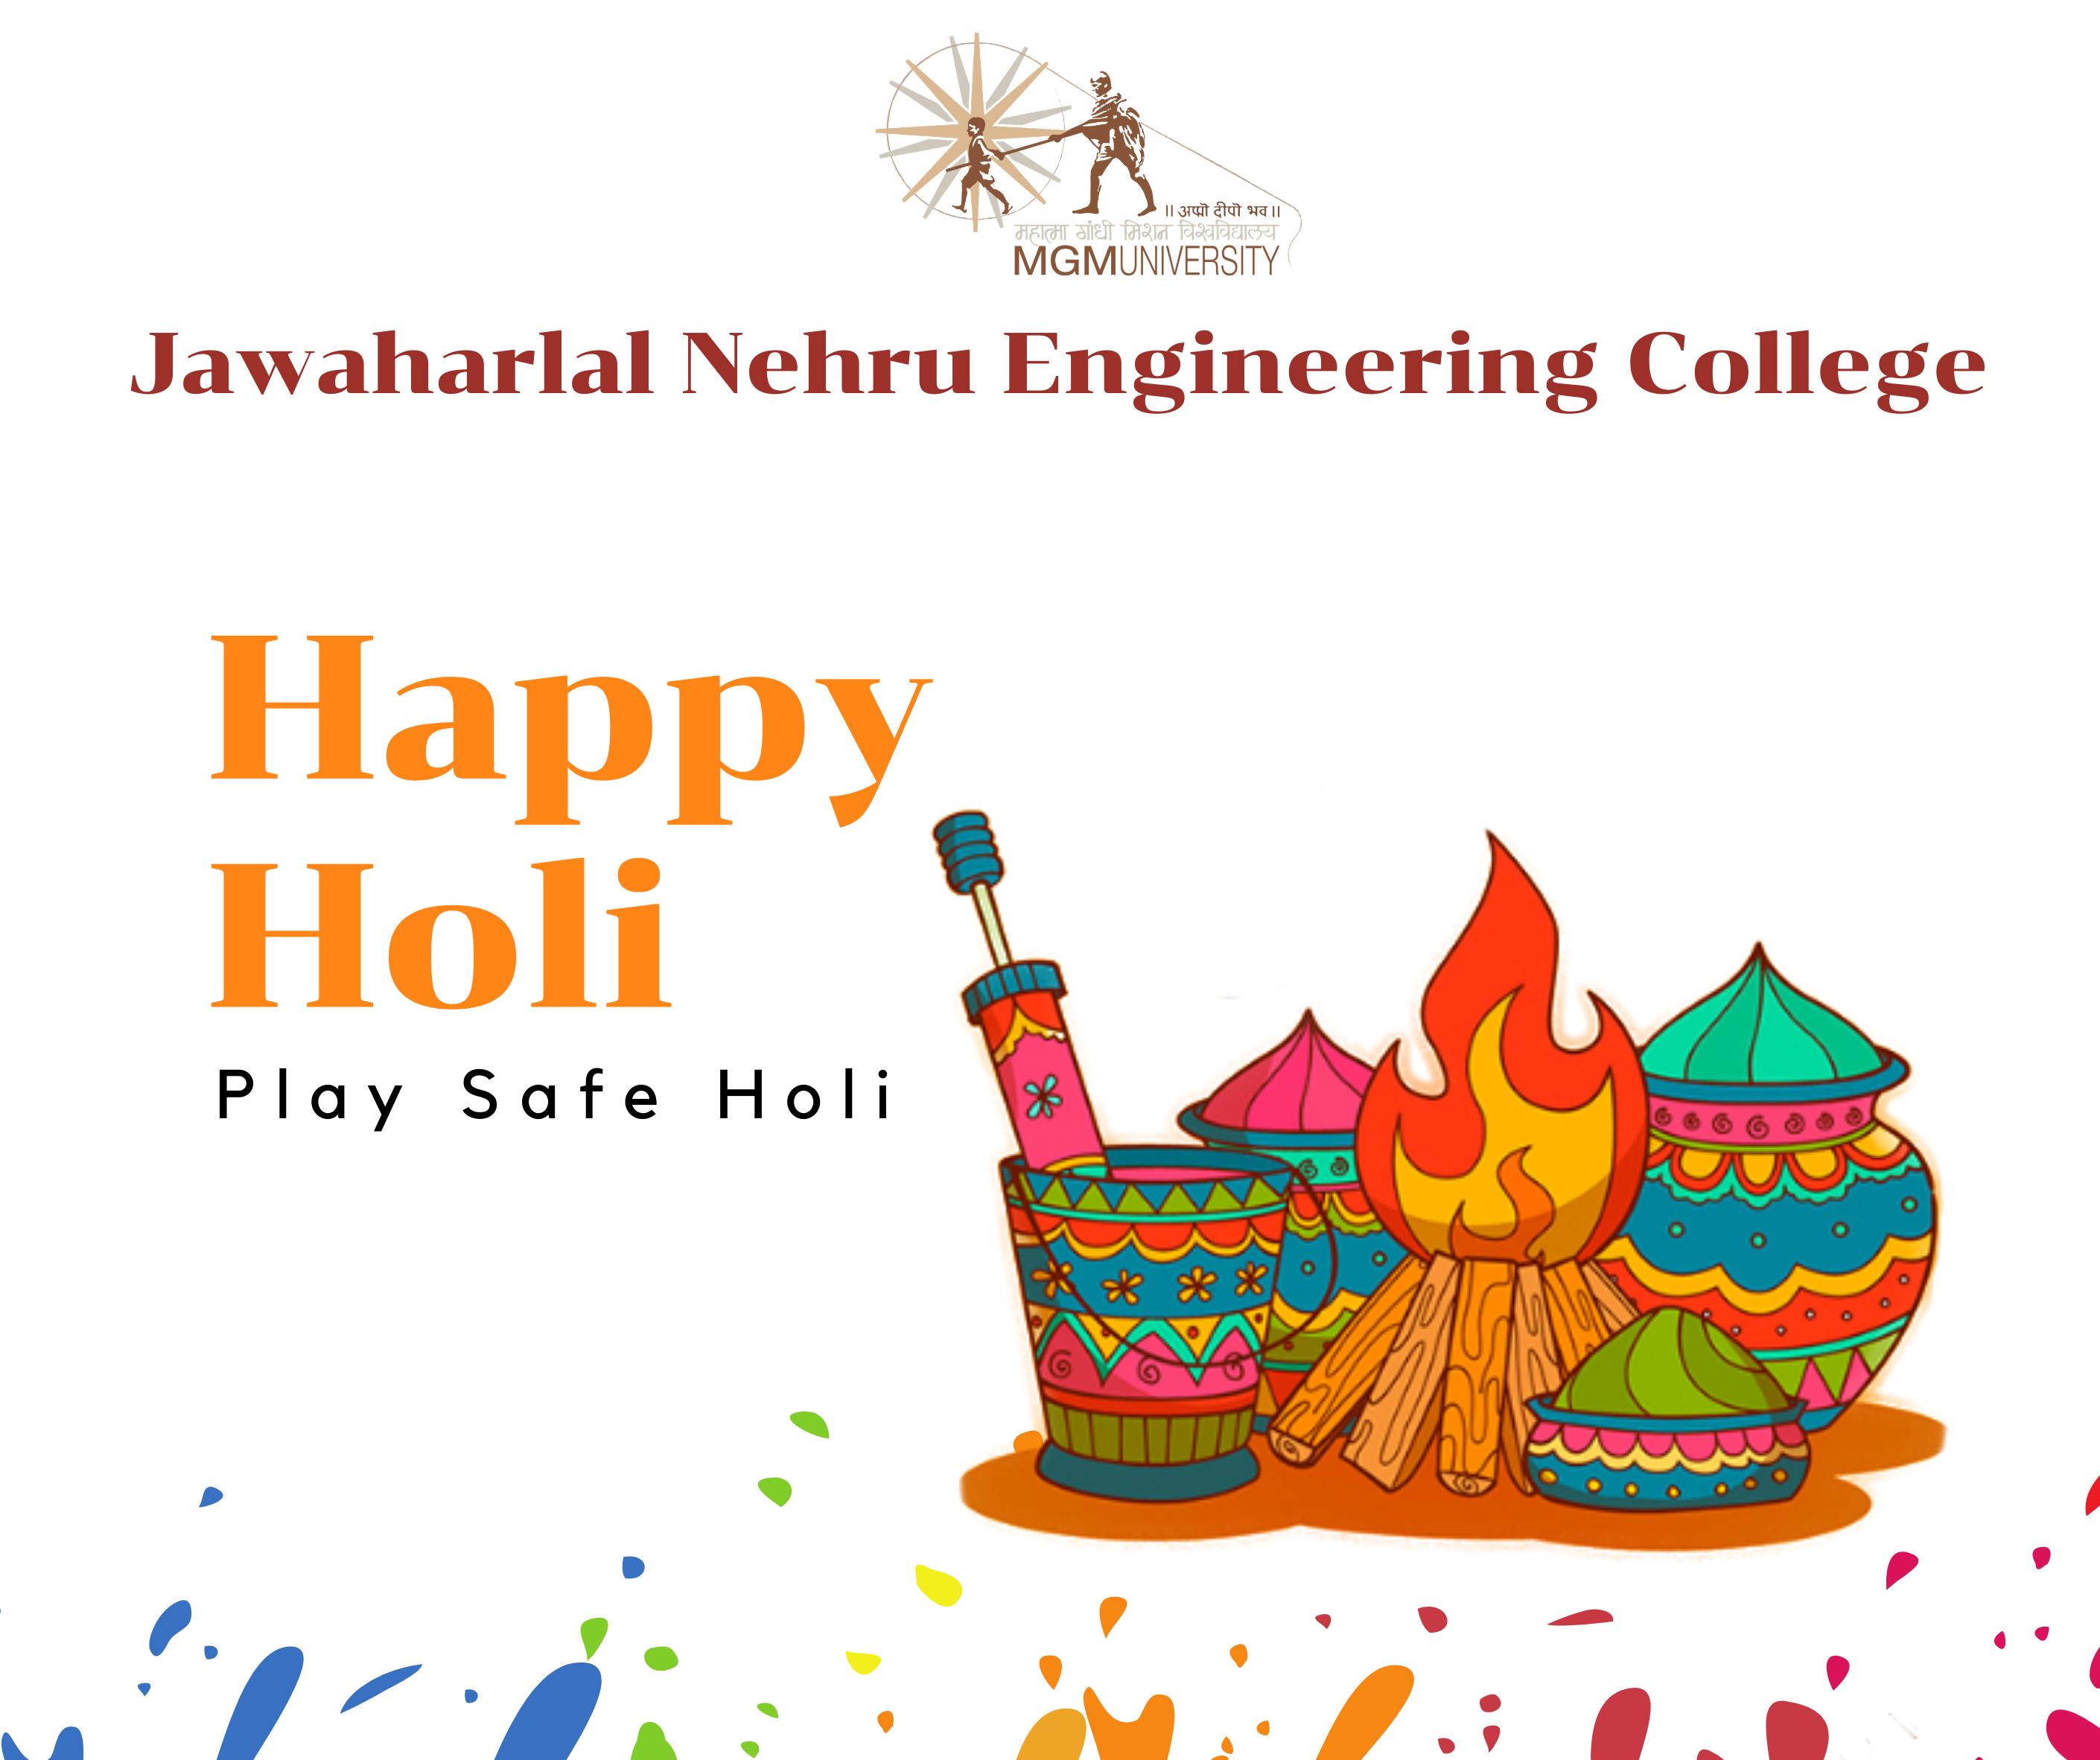 ॥ अप्पो दीपो भव ॥
महात्मा गांधी मिशन विश्वविद्यालय
MGMUNIVERSITY
Jawaharlal Nehru Engineering College
Happy
Holi
Play Safe Holi